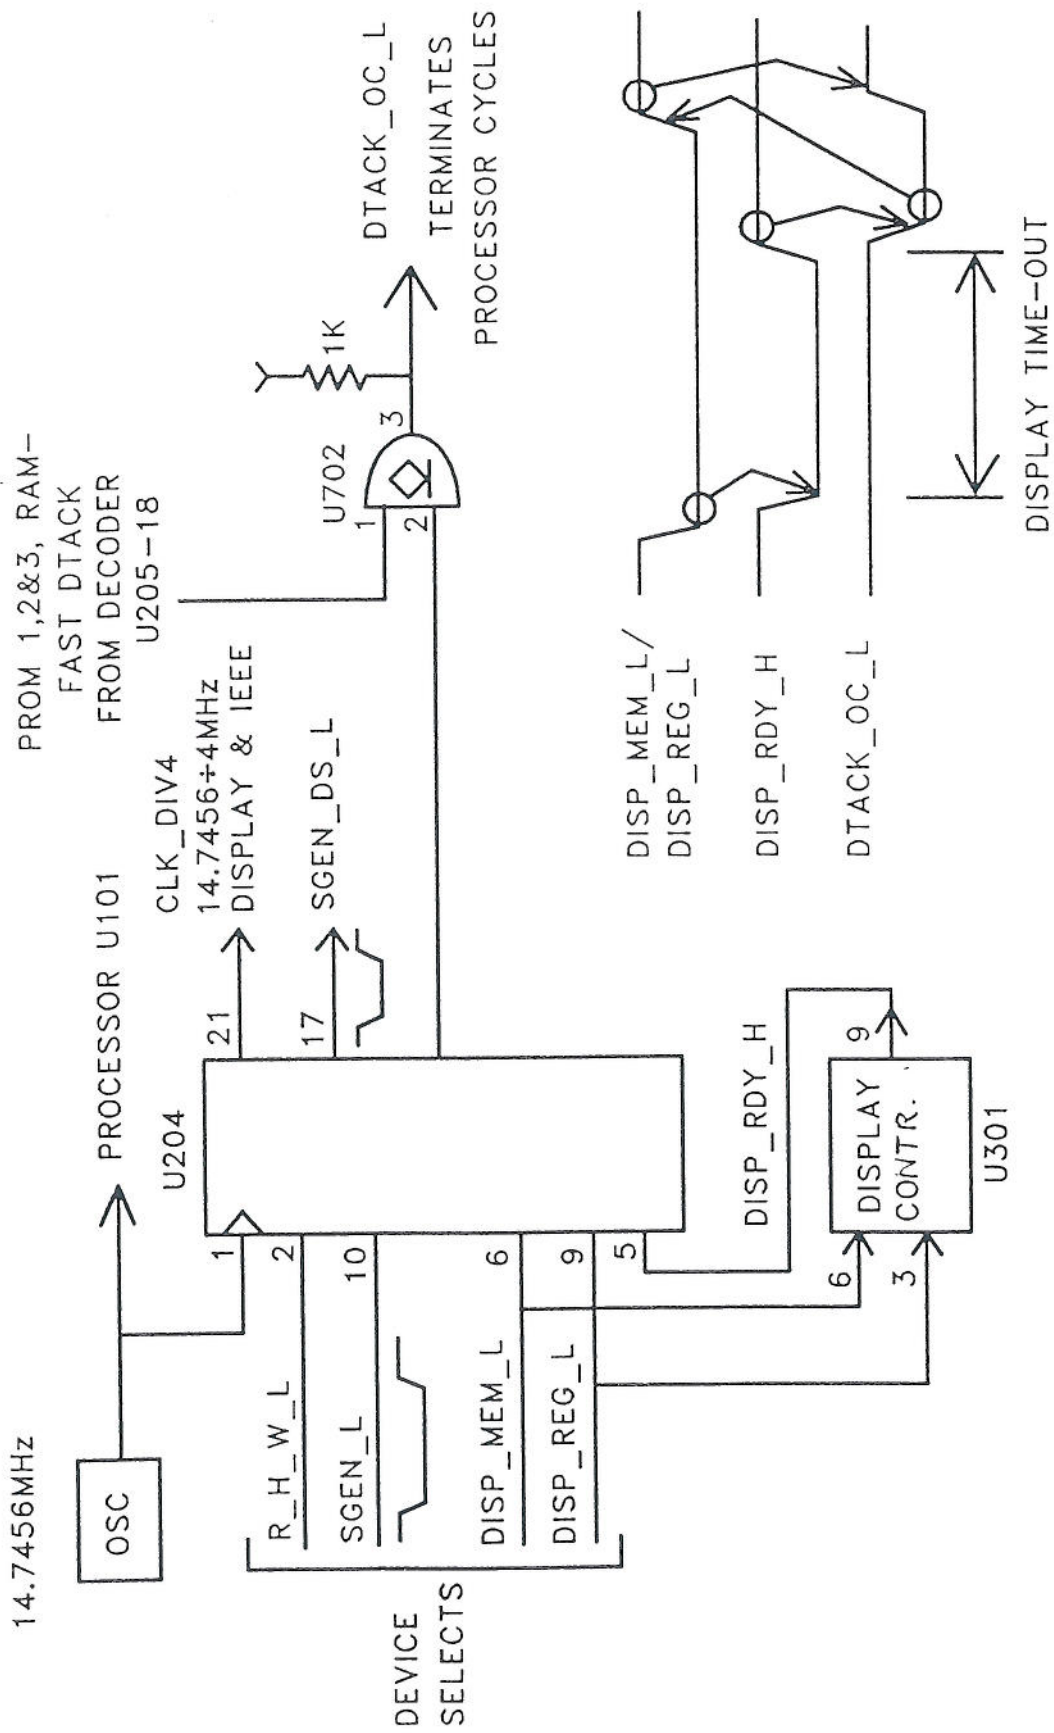 14.7456MHz
OSC
PROCESSOR U101
DEVICE
SELECTS
R_H_W_L
SGEN_L
DISP_MEM_L
DISP_REG_L
1
2
10
6
9
5
U204
21
17
CLK_DIV4
14.7456÷4MHz
DISPLAY & IEEE
SGEN_DS_L
PROM 1,2&3, RAM-
FAST DTACK
FROM DECODER
U205-18
U702
1
2
3
1K
DTACK_OC_L
TERMINATES
PROCESSOR CYCLES
DISP_RDY_H
6
3
DISPLAY
CONTR.
9
U301
DISP_MEM_L/
DISP_REG_L
DISP_RDY_H
DTACK_OC_L
DISPLAY TIME-OUT